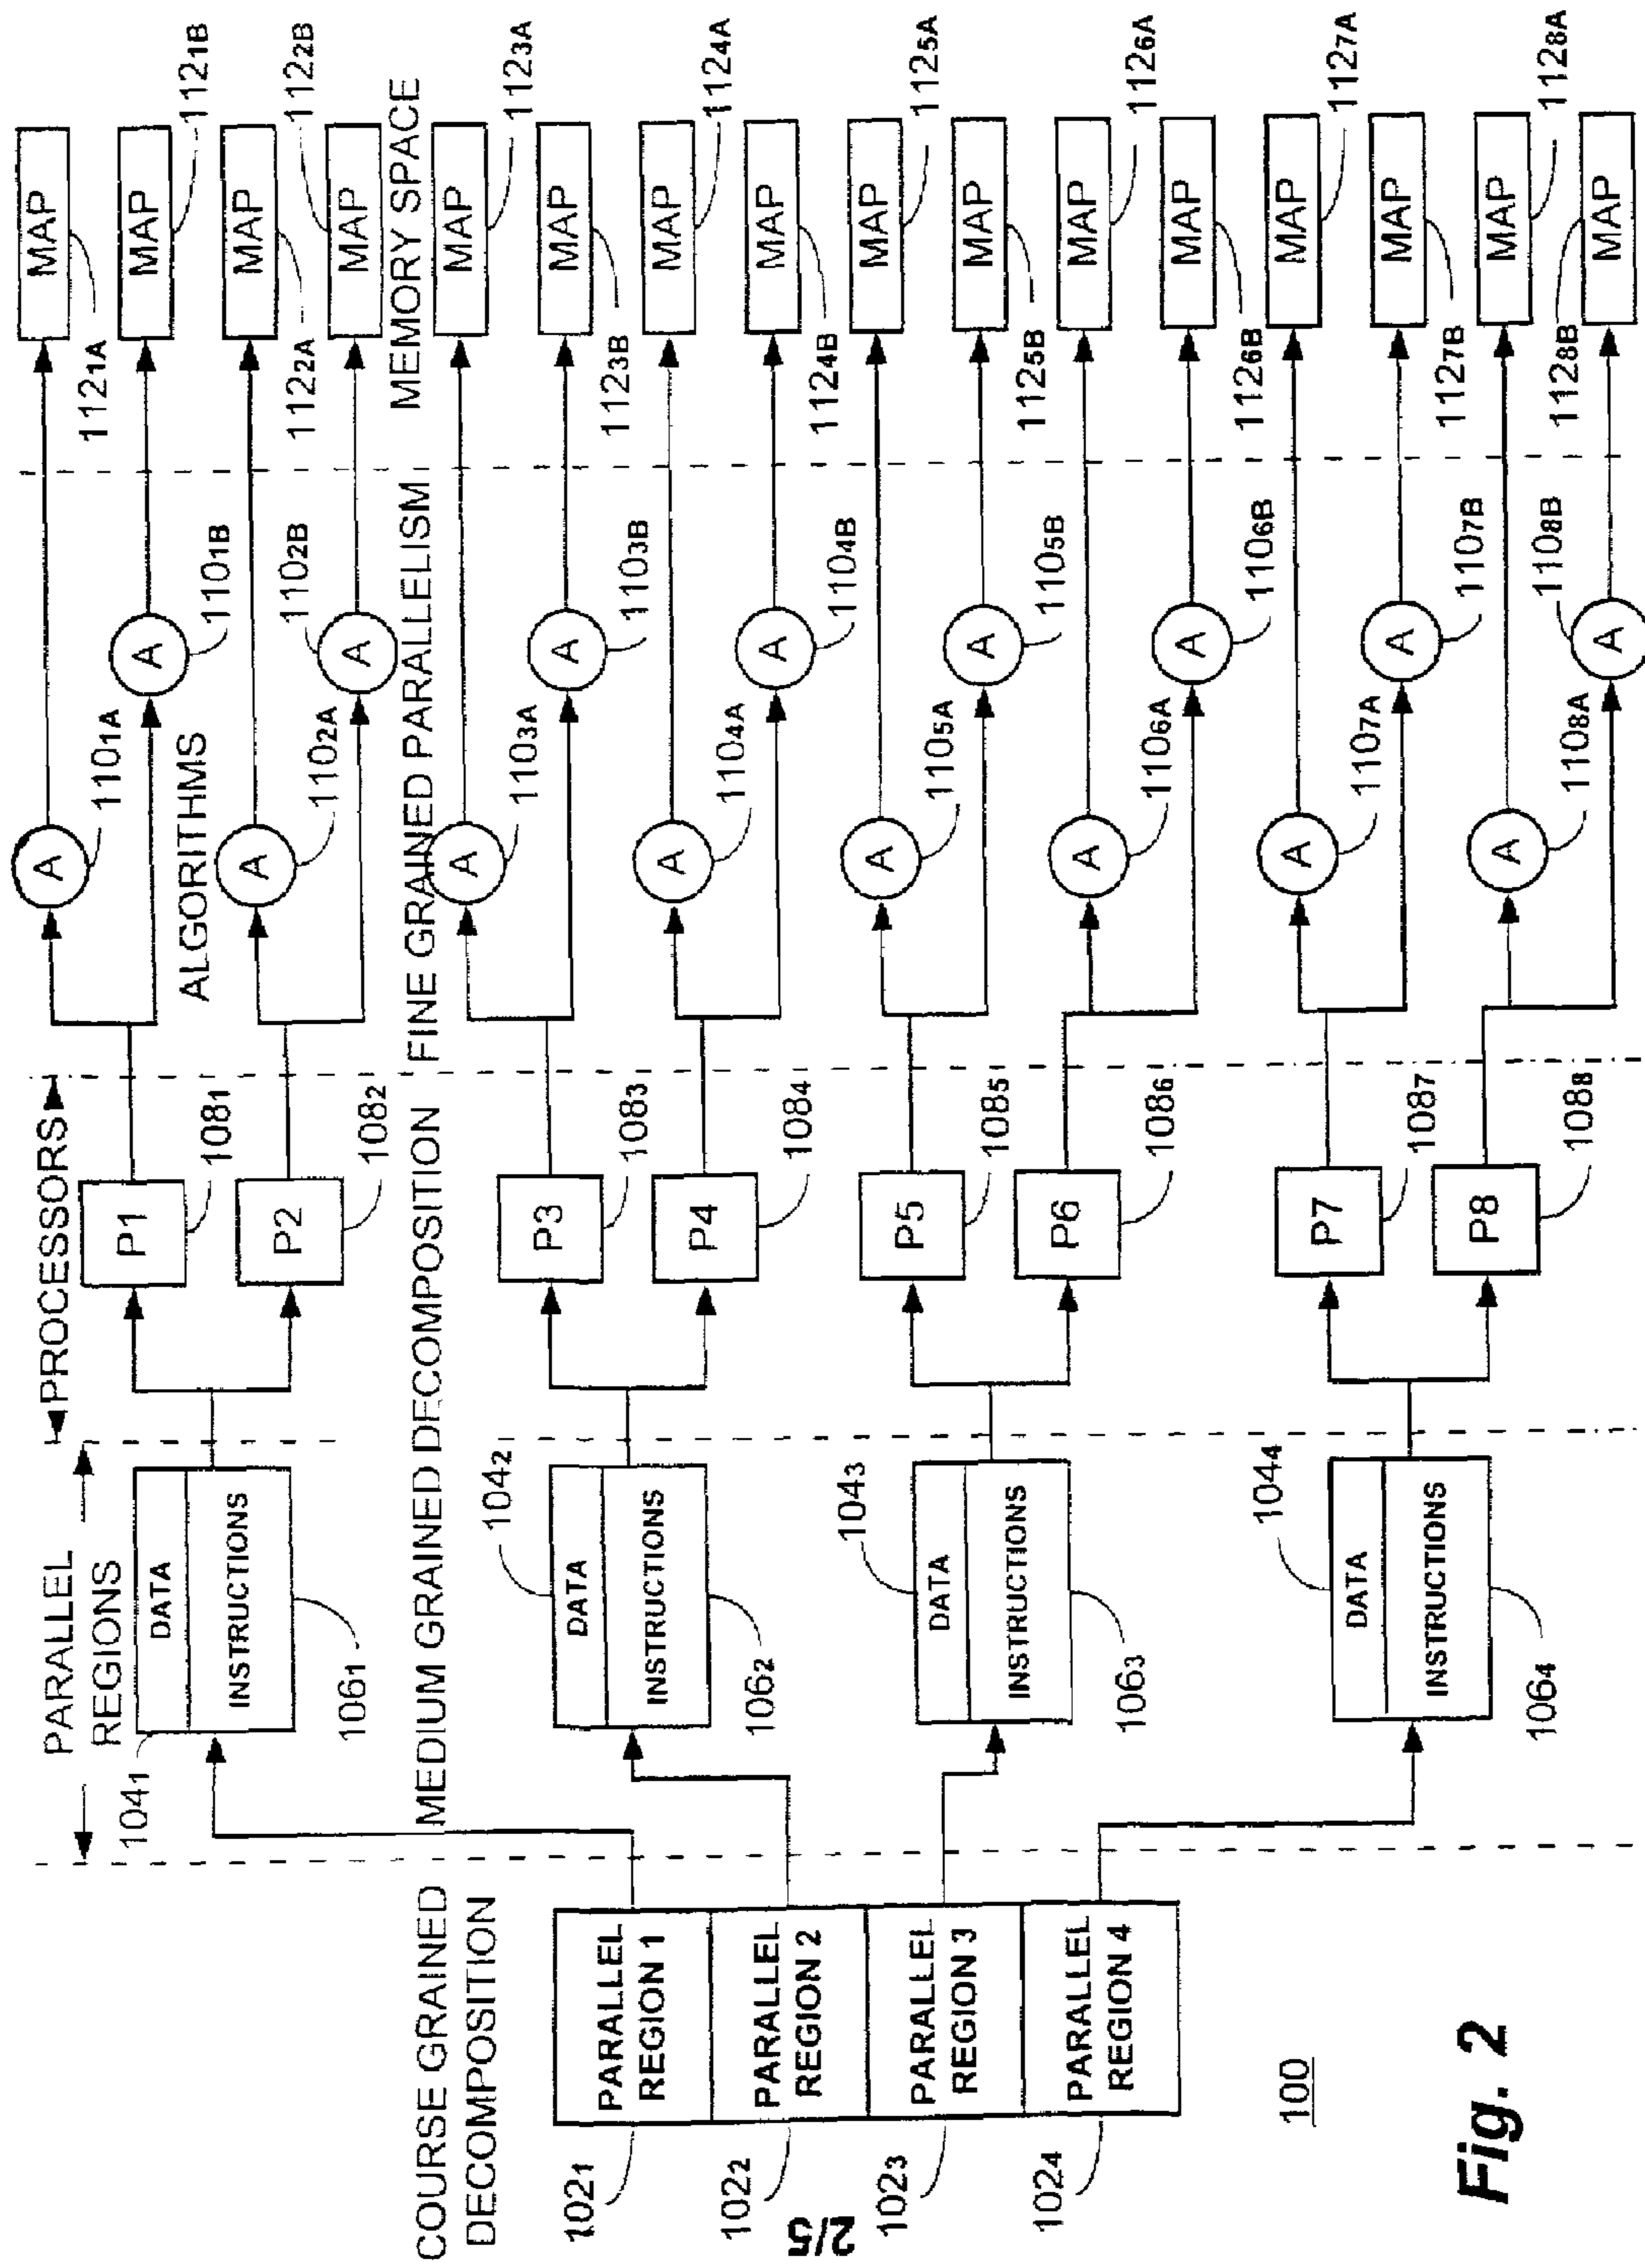 ◄PROCESSORS►
PARALLEL
REGIONS
COURSE GRAINED
DECOMPOSITION
MEDIUM GRAINED DECOMPOSITION
ALGORITHMS
FINE GRAINED PARALLELISM
MEMORY SPACE
PARALLEL
REGION 1
PARALLEL
REGION 2
PARALLEL
REGION 3
PARALLEL
REGION 4
102₁
102₂
102₃
102₄
104₁
DATA
INSTRUCTIONS
106₁
104₂
DATA
INSTRUCTIONS
106₂
104₃
DATA
INSTRUCTIONS
106₃
104₄
DATA
INSTRUCTIONS
106₄
P1
108₁
P2
108₂
P3
108₃
P4
108₄
P5
108₅
P6
108₆
P7
108₇
P8
108₈
A
110₁A
A
110₁B
A
110₂A
A
110₂B
A
110₃A
A
110₃B
A
110₄A
A
110₄B
A
110₅A
A
110₅B
A
110₆A
A
110₆B
A
110₇A
A
110₇B
A
110₈A
A
110₈B
MAP
112₁A
MAP
112₁B
MAP
112₂A
MAP
112₂B
MAP
112₃A
MAP
112₃B
MAP
112₄A
MAP
112₄B
MAP
112₅A
MAP
112₅B
MAP
112₆A
MAP
112₆B
MAP
112₇A
MAP
112₇B
MAP
112₈A
MAP
112₈B
100
Fig. 2
2/5